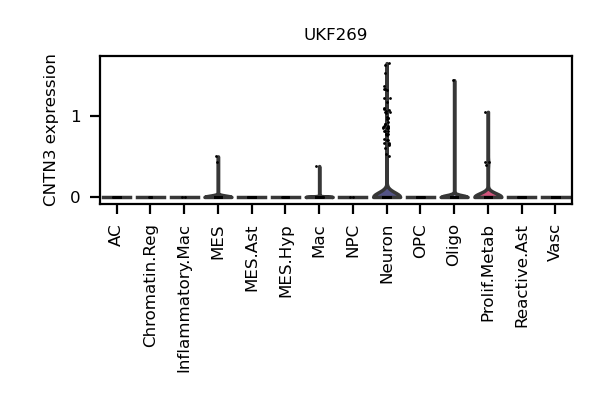 UKF269
CNTN3 expression
1
0
AC
Chromatin.Reg
Inflammatory.Mac
MES
MES.Ast
MES.Hyp
Mac
NPC
Neuron
OPC
Oligo
Prolif.Metab
Reactive.Ast
Vasc